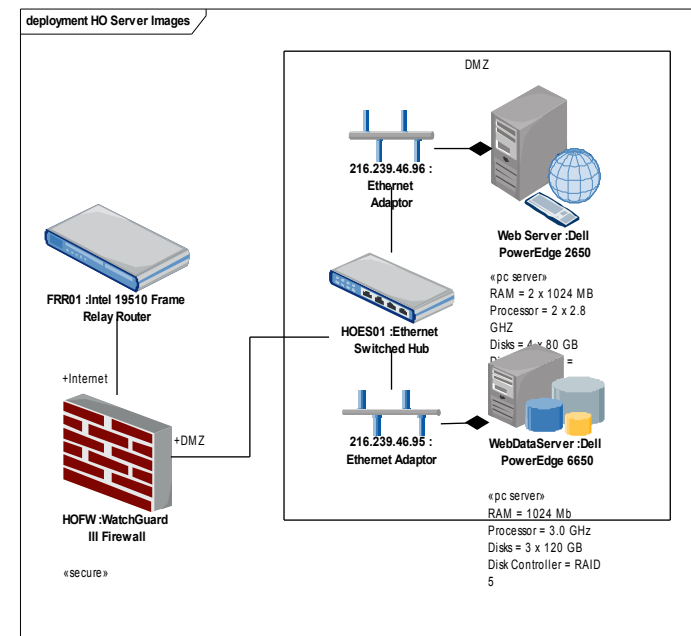 deployment HO Server Images
DMZ
216.239.46.96 :
Ethernet
Adaptor
Web Server :Dell
PowerEdge 2650
«pc server»
RAM = 2 x 1024 MB
Processor = 2 x 2.8
GHZ
Disks = 4 x 80 GB
FRR01 :Intel 19510 Frame
Relay Router
HOES01 :Ethernet
Switched Hub
+Internet
+DMZ
216.239.46.95 :
Ethernet Adaptor
WebDataServer :Dell
PowerEdge 6650
«pc server»
RAM = 1024 Mb
Processor = 3.0 GHz
Disks = 3 x 120 GB
Disk Controller = RAID
5
HOFW :WatchGuard
III Firewall
«secure»